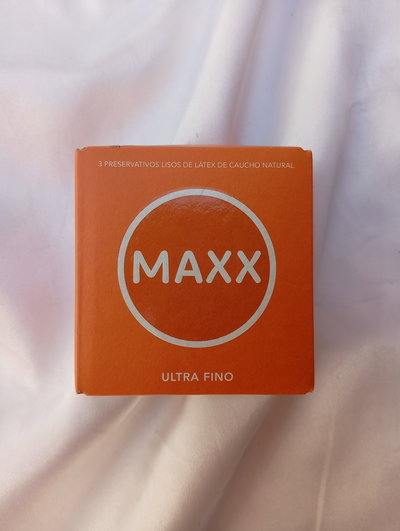 3 PRESERVATIVOS LISOS DE LÁTEX DE CAUCHO NATURAL
MAXX
ULTRA FINO